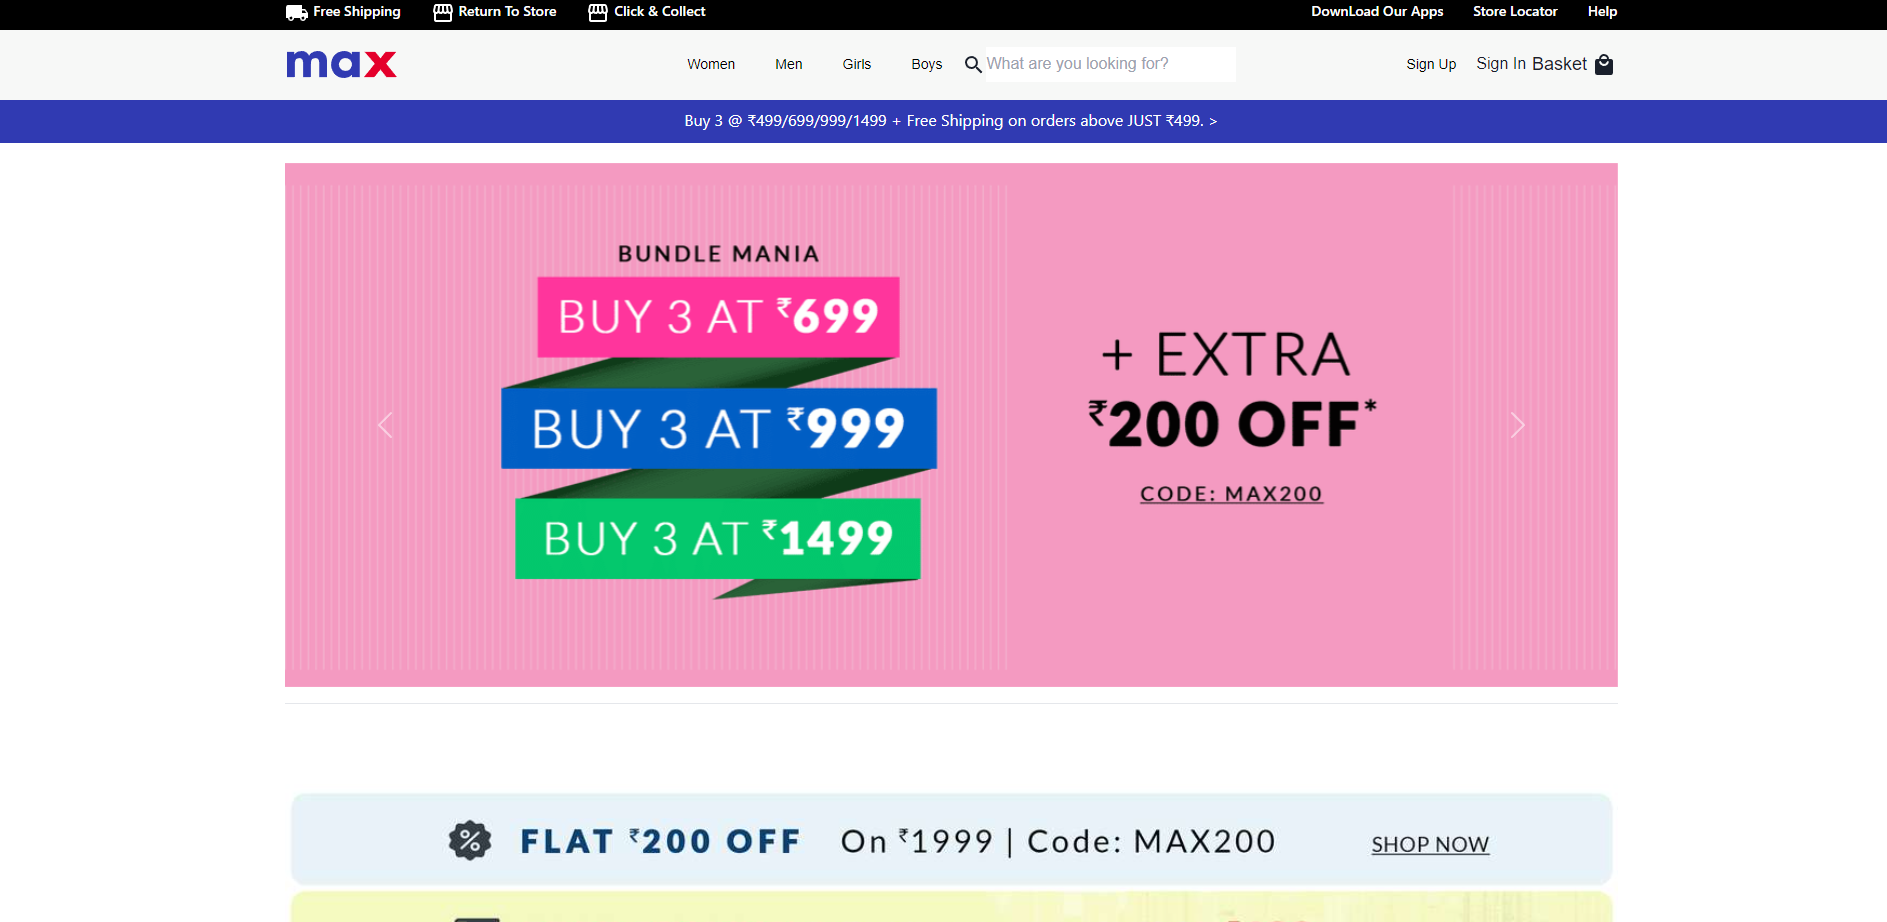 Free Shipping Return To Store Click & Collect DownLoad Our Apps Store Locator Help
max Women Men Girls Boys What are you looking for? Sign Up Sign In Basket
Buy 3 @ ₹499/699/999/1499 + Free Shipping on orders above JUST ₹499. >
BUNDLE MANIA
BUY 3 AT ₹699
BUY 3 AT ₹999
BUY 3 AT ₹1499
+ EXTRA
₹200 OFF*
CODE: MAX200
FLAT ₹200 OFF On ₹1999 | Code: MAX200 SHOP NOW